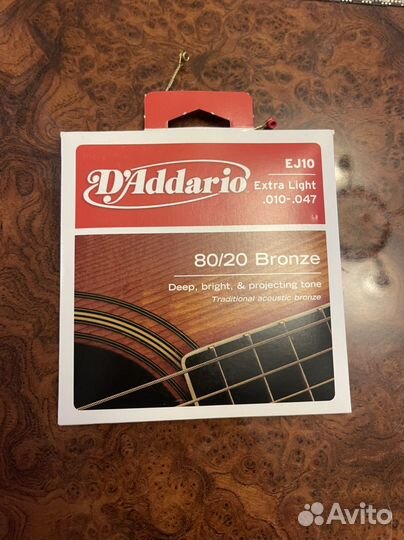 EJ10
D'Addario
Extra Light
.010-.047
80/20 Bronze
Deep, bright, & projecting tone
Traditional acoustic bronze
Avito